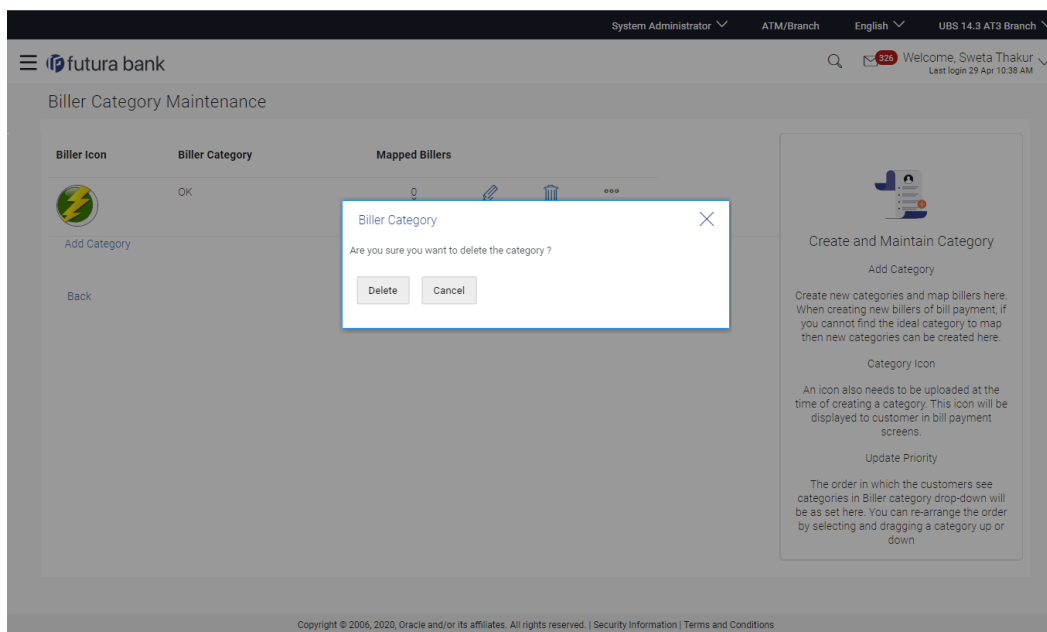 System Administrator ATM/Branch English UBS 14.3 AT3 Branch
futura bank
326 Welcome, Sweta Thakur
Last login 29 Apr 10:38 AM
Biller Category Maintenance
Biller Icon Biller Category Mapped Billers
OK 0
Add Category
Back
Biller Category
Are you sure you want to delete the category ?
Delete Cancel
Create and Maintain Category
Add Category
Create new categories and map billers here.
When creating new billers of bill payment, if
you cannot find the ideal category to map
then new categories can be created here.
Category Icon
An icon also needs to be uploaded at the
time of creating a category. This icon will be
displayed to customer in bill payment
screens.
Update Priority
The order in which the customers see
categories in Biller category drop-down will
be as set here. You can re-arrange the order
by selecting and dragging a category up or
down
Copyright © 2006, 2020, Oracle and/or its affiliates. All rights reserved. | Security Information | Terms and Conditions